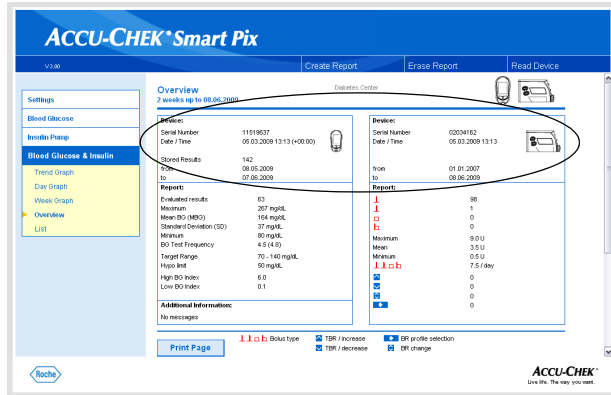 ACCU-CHEK® Smart Pix
V 3.00
Create Report
Erase Report
Read Device
Settings
Blood Glucose
Insulin Pump
Blood Glucose & Insulin
Trend Graph
Day Graph
Week Graph
Overview
List
Overview
Diabetes Center
2 weeks up to 08.06.2009
Device:
Serial Number 11519637
Date / Time 05.03.2009 13:13 (+00:00)
Stored Results 142
from 08.05.2009
to 07.06.2009
Report:
Evaluated results 63
Maximum 267 mg/dL
Mean BG (MBG) 164 mg/dL
Standard Deviation (SD) 37 mg/dL
Minimum 80 mg/dL
BG Test Frequency 4.5 (4.8)
Target Range 70 - 140 mg/dL
Hypo limit 50 mg/dL
High BG Index 6.0
Low BG Index 0.1
Additional Information:
No messages
Device:
Serial Number 02034162
Date / Time 05.03.2009 13:13
from 01.01.2007
to 08.06.2009
Report:
98
1
0
0
Maximum 9.0 U
Mean 3.5 U
Minimum 0.5 U
7.5 / day
0
0
0
0
Print Page
Bolus type
TBR / increase
BR profile selection
TBR / decrease
BR change
Roche
ACCU-CHEK®
Live life. The way you want.